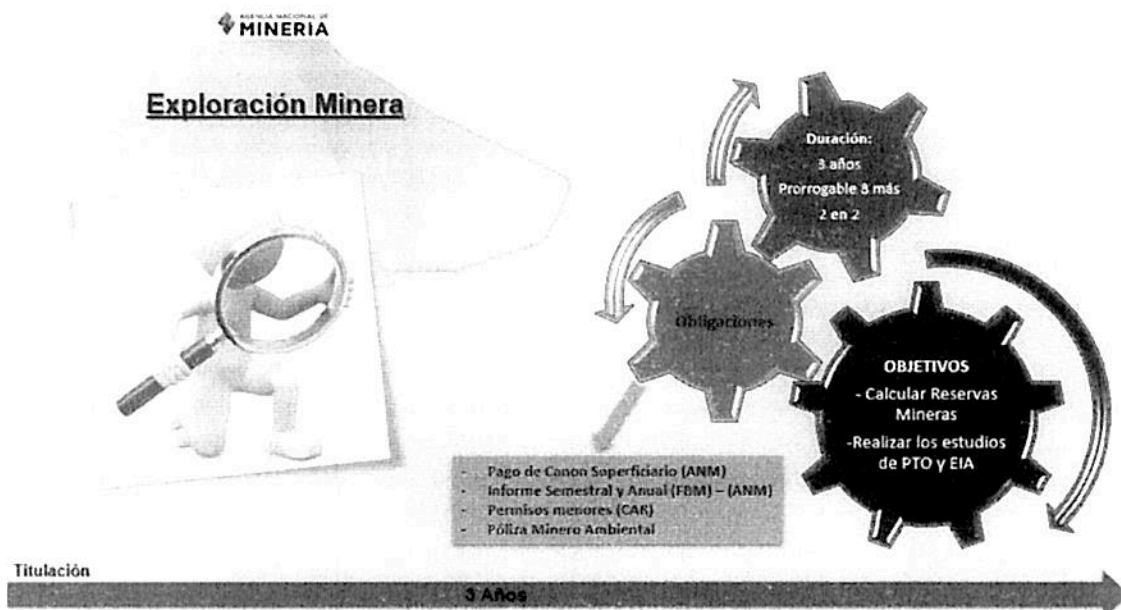 AGENCIA NACIONAL DE
MINERÍA
Exploración Minera
Duración:
3 años
Prorrogable 8 más
2 en 2
Obligaciones
OBJETIVOS
- Calcular Reservas
Mineras
-Realizar los estudios
de PTO y EIA
- Pago de Canon Superficiario (ANM)
- Informe Semestral y Anual (FBM) – (ANM)
- Permisos menores (CAR)
- Póliza Minero Ambiental
Titulación
3 Años